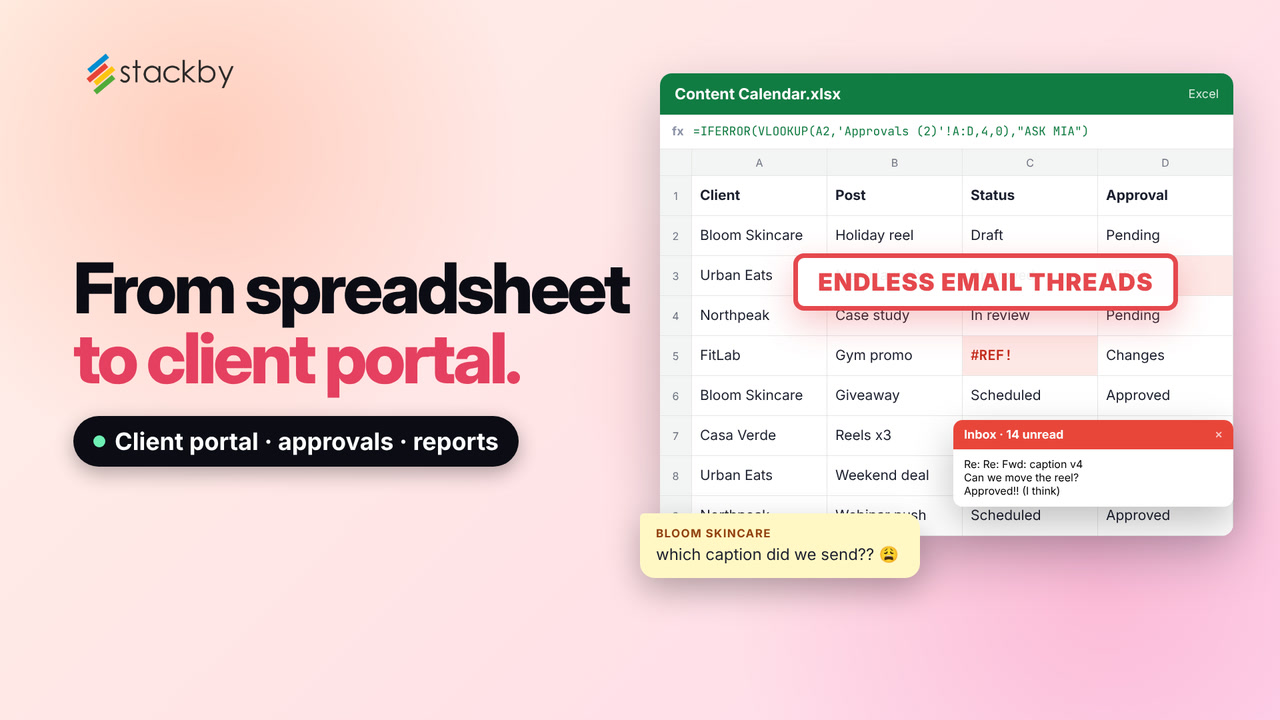 stackby
From spreadsheet
to client portal.
Client portal · approvals · reports
Content Calendar.xlsx Excel
fx =IFERROR(VLOOKUP(A2,'Approvals (2)'!A:D,4,0),"ASK MIA")
A B C D
1 Client Post Status Approval
2 Bloom Skincare Holiday reel Draft Pending
3 Urban Eats
ENDLESS EMAIL THREADS
4 Northpeak Case study In review Pending
5 FitLab Gym promo #REF! Changes
6 Bloom Skincare Giveaway Scheduled Approved
7 Casa Verde Reels x3
Inbox · 14 unread ×
Re: Re: Fwd: caption v4
Can we move the reel?
Approved!! (I think)
8 Urban Eats Weekend deal
Scheduled Approved
BLOOM SKINCARE
which caption did we send?? 😩